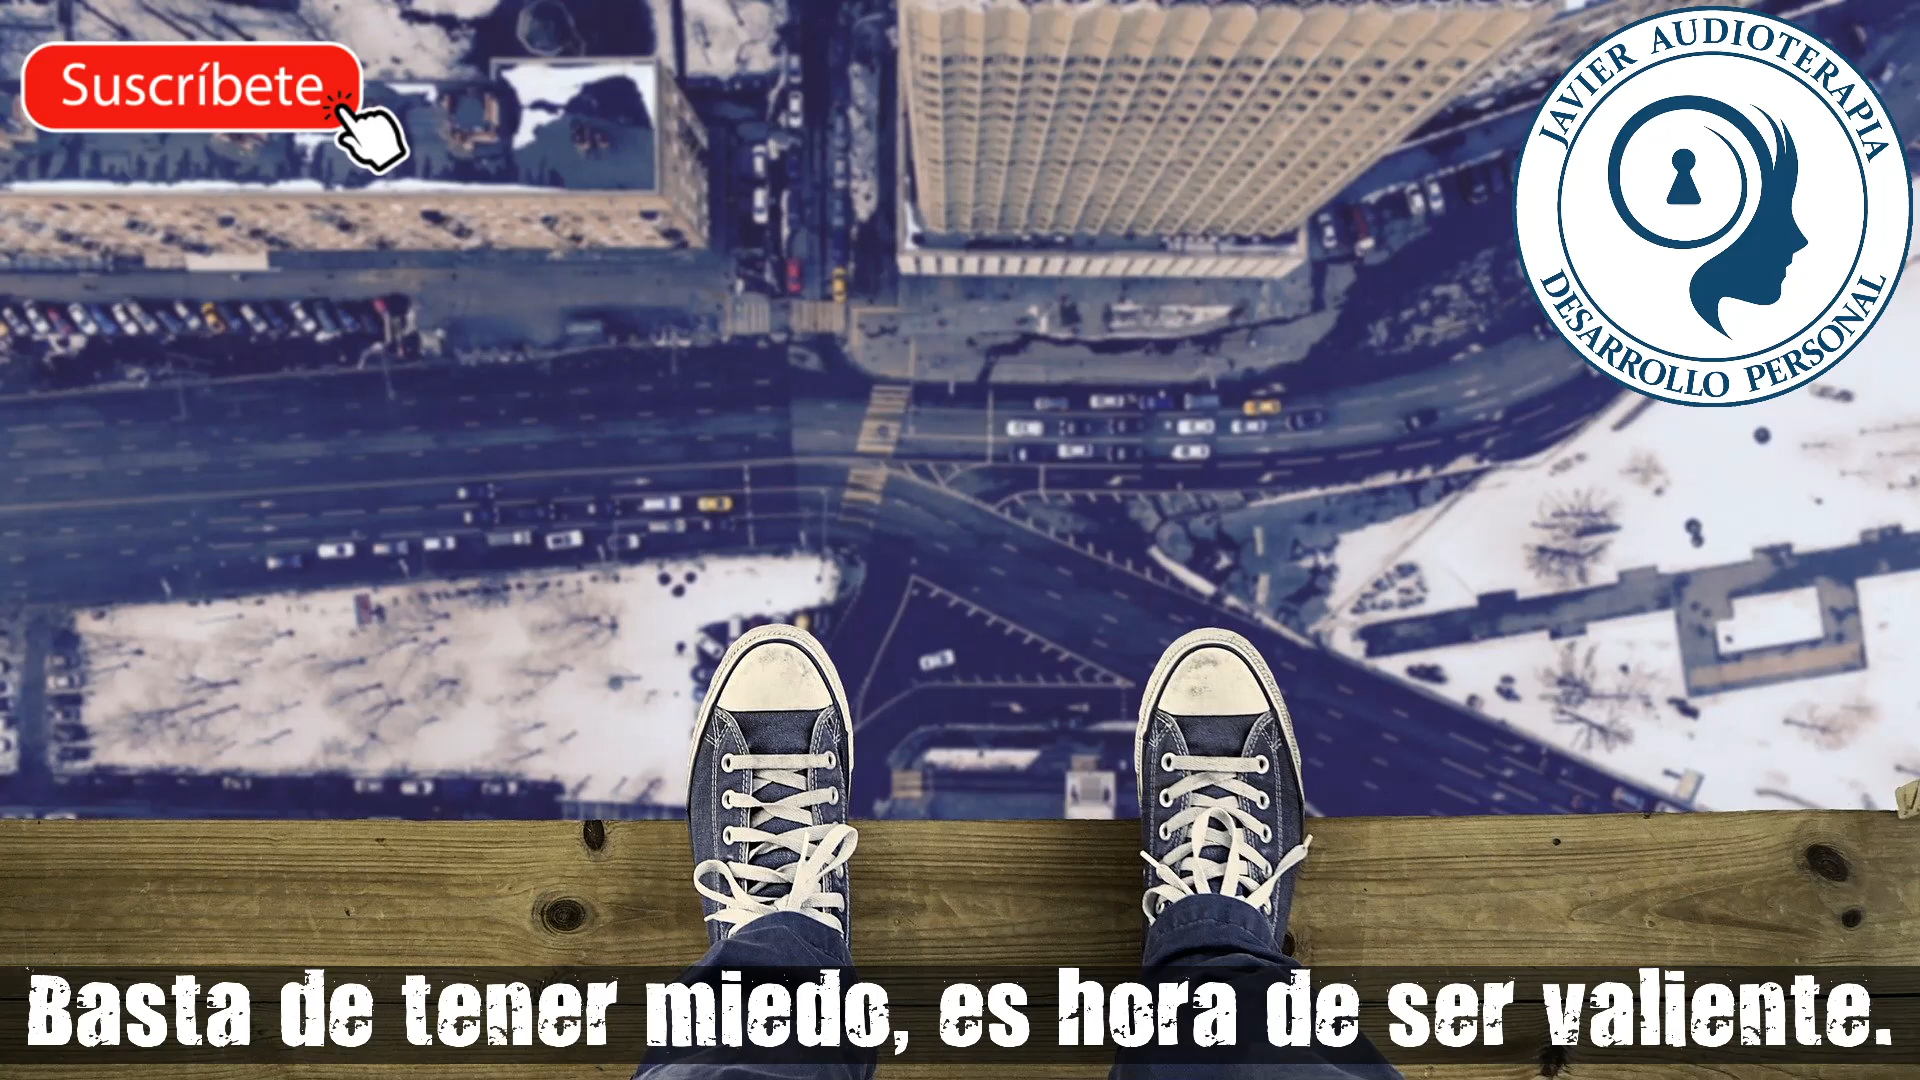 Suscríbete
JAVIER AUDIOTERAPIA
DESARROLLO PERSONAL
Basta de tener miedo, es hora de ser valiente.